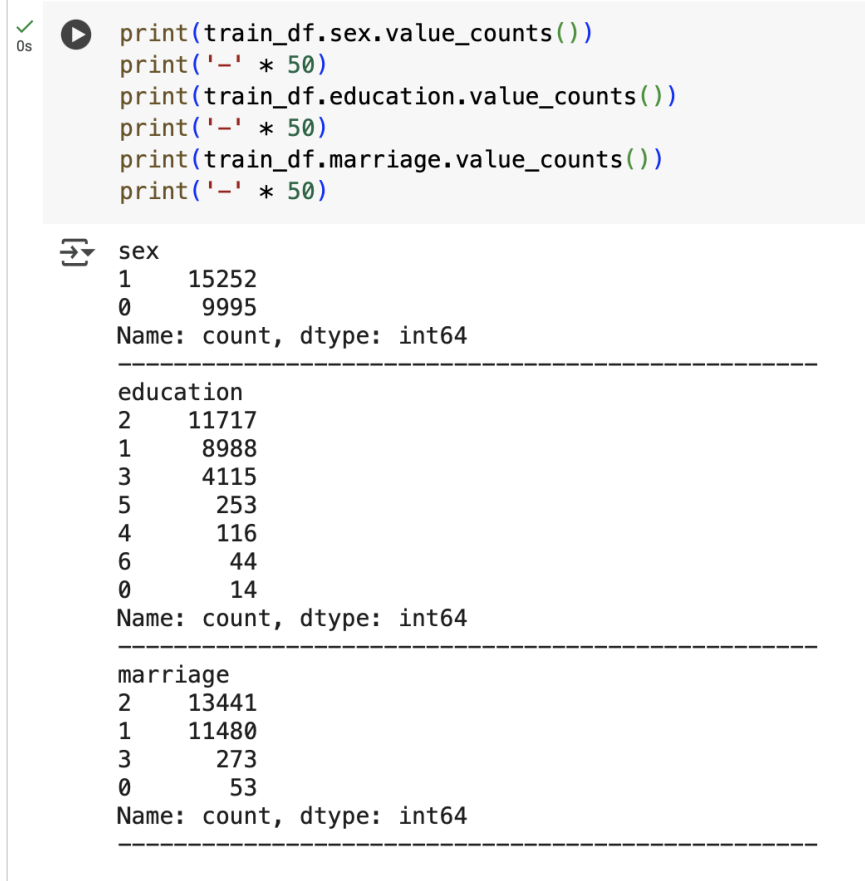 0s
print(train_df.sex.value_counts())
print('-' * 50)
print(train_df.education.value_counts())
print('-' * 50)
print(train_df.marriage.value_counts())
print('-' * 50)
sex
1    15252
0     9995
Name: count, dtype: int64
--------------------------------------------------
education
2    11717
1     8988
3     4115
5      253
4      116
6       44
0       14
Name: count, dtype: int64
--------------------------------------------------
marriage
2    13441
1    11480
3      273
0       53
Name: count, dtype: int64
--------------------------------------------------